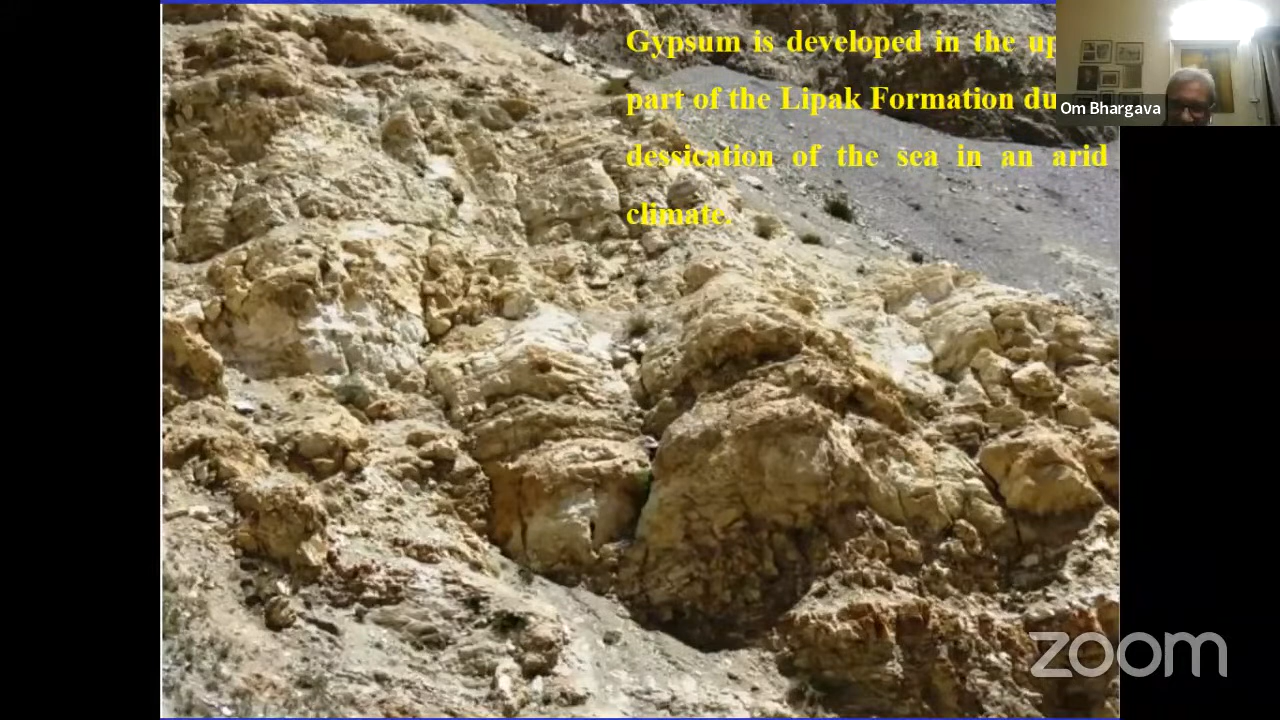 Gypsum is developed in the up
part of the Lipak Formation du
dessication of the sea in an arid
climate.
Om Bhargava
zoom